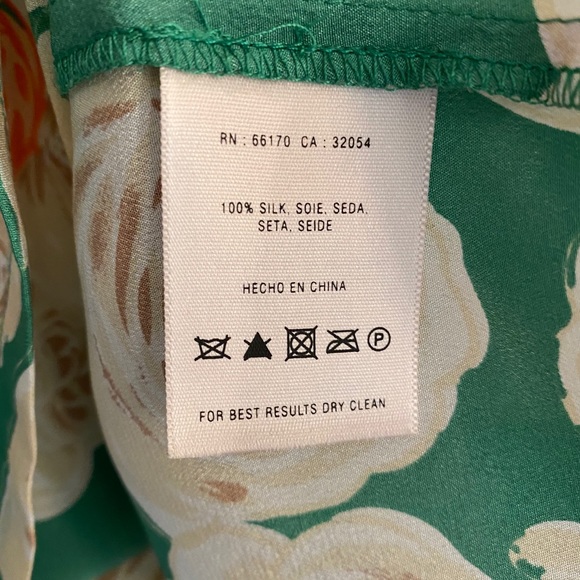 RN : 66170 CA : 32054
100% SILK, SOIE, SEDA,
SETA, SEIDE
HECHO EN CHINA
P
FOR BEST RESULTS DRY CLEAN